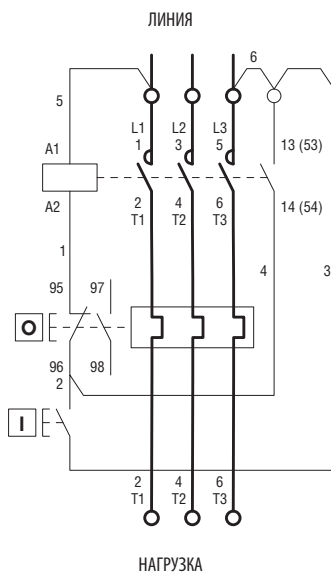 ЛИНИЯ
6
5
L1 L2 L3
1 3 5
13 (53)
A1
A2
2 4 6
T1 T2 T3
14 (54)
1
4
3
95 97
O
96 98
2
I
2 4 6
T1 T2 T3
НАГРУЗКА